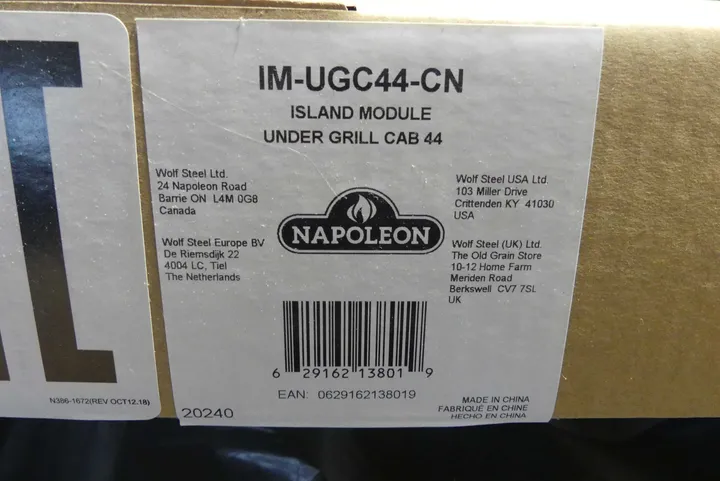 IM-UGC44-CN
ISLAND MODULE
UNDER GRILL CAB 44
Wolf Steel Ltd.
24 Napoleon Road
Barrie ON L4M 0G8
Canada
Wolf Steel USA Ltd.
103 Miller Drive
Crittenden KY 41030
USA
NAPOLEON
Wolf Steel Europe BV
De Riemsdijk 22
4004 LC, Tiel
The Netherlands
Wolf Steel (UK) Ltd.
The Old Grain Store
10-12 Home Farm
Meriden Road
Berkswell CV7 7SL
UK
6 29162 13801 9
EAN: 0629162138019
20240
MADE IN CHINA
FABRIQUÉ EN CHINE
HECHO EN CHINA
N386-1672(REV OCT12.18)